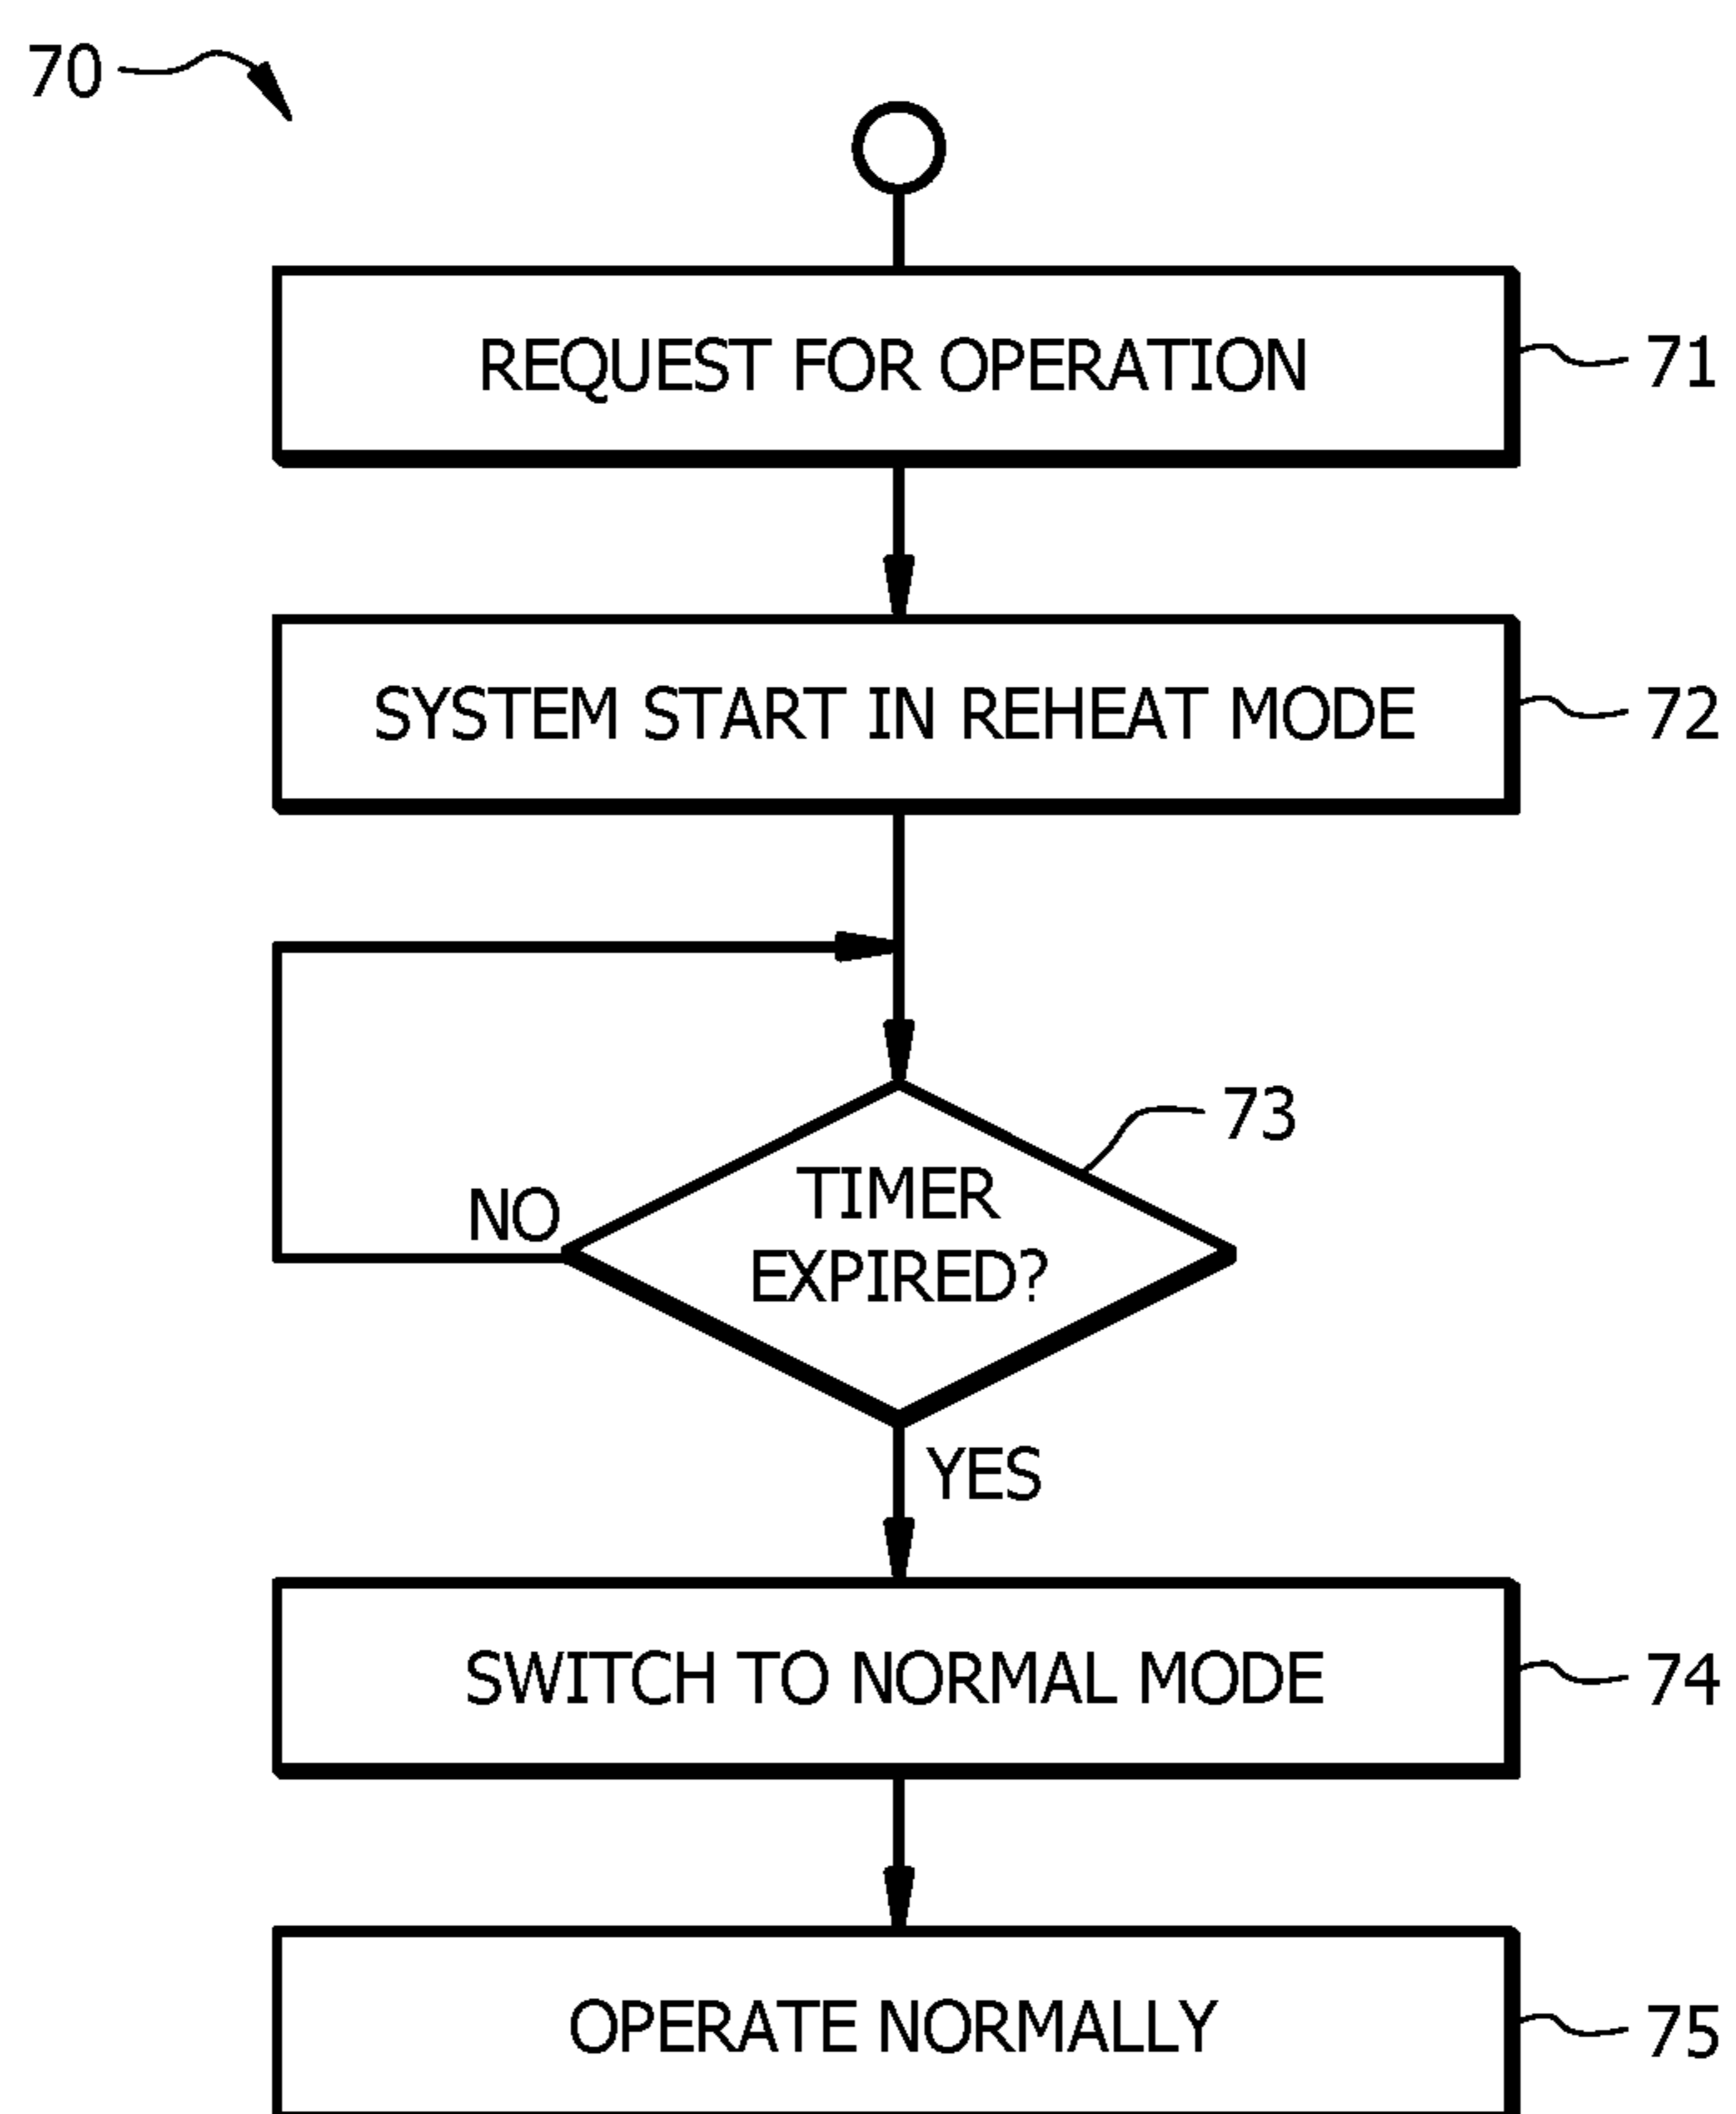 70
REQUEST FOR OPERATION
71
SYSTEM START IN REHEAT MODE
72
73
TIMER
EXPIRED?
NO
YES
SWITCH TO NORMAL MODE
74
OPERATE NORMALLY
75